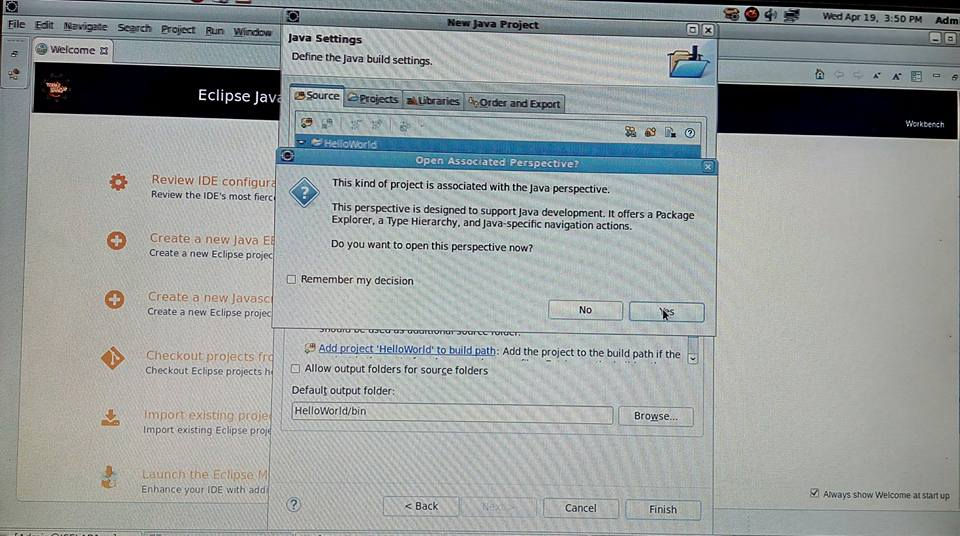 Wed Apr 19, 3:50 PM Adm
File Edit Navigate Search Project Run Window
New Java Project
Welcome
Java Settings
Define the Java build settings.
Eclipse Java
Workbench
Source Projects Libraries Order and Export
HelloWorld
Open Associated Perspective?
This kind of project is associated with the Java perspective.
This perspective is designed to support Java development. It offers a Package
Explorer, a Type Hierarchy, and Java-specific navigation actions.
Do you want to open this perspective now?
Remember my decision
No Yes
Review IDE configura
Review the IDE's most fierc
Create a new Java EE
Create a new Eclipse projec
Create a new Javasc
Create a new Eclipse projec
Checkout projects fro
Checkout Eclipse projects h
Import existing proje
Import existing Eclipse proje
Launch the Eclipse M
Enhance your IDE with addi
should be used as additional source folder.
Add project 'HelloWorld' to build path: Add the project to the build path if the
Allow output folders for source folders
Default output folder:
HelloWorld/bin Browse...
? < Back Next > Cancel Finish
Always show Welcome at start up